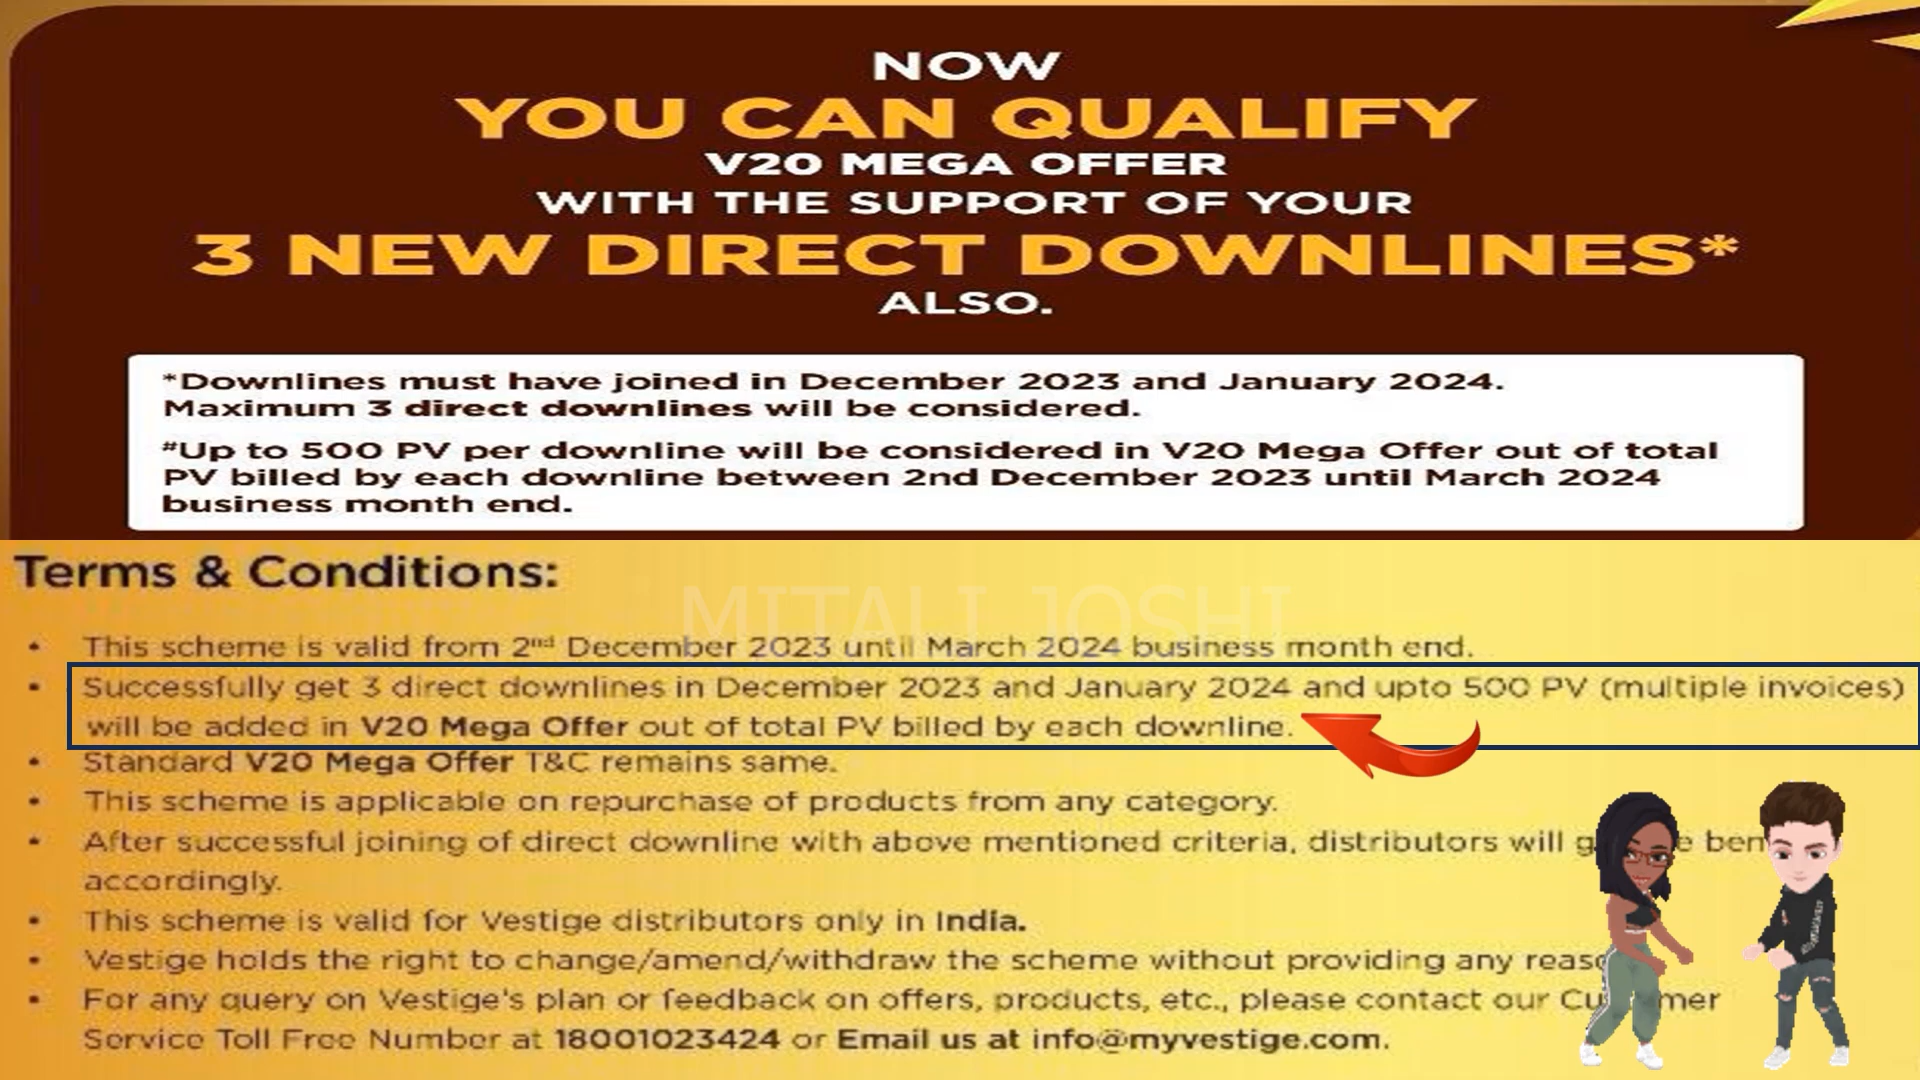 NOW
YOU CAN QUALIFY
V20 MEGA OFFER
WITH THE SUPPORT OF YOUR
3 NEW DIRECT DOWNLINES*
ALSO.
*Downlines must have joined in December 2023 and January 2024.
Maximum 3 direct downlines will be considered.
#Up to 500 PV per downline will be considered in V20 Mega Offer out of total
PV billed by each downline between 2nd December 2023 until March 2024
business month end.
Terms & Conditions:
MITALI JOSHI
• This scheme is valid from 2nd December 2023 until March 2024 business month end.
• Successfully get 3 direct downlines in December 2023 and January 2024 and upto 500 PV (multiple invoices)
will be added in V20 Mega Offer out of total PV billed by each downline.
• Standard V20 Mega Offer T&C remains same.
• This scheme is applicable on repurchase of products from any category.
• After successful joining of direct downline with above mentioned criteria, distributors will
accordingly.
• This scheme is valid for Vestige distributors only in India.
• Vestige holds the right to change/amend/withdraw the scheme without providing any
• For any query on Vestige's plan or feedback on offers, products, etc., please contact our
Service Toll Free Number at 18001023424 or Email us at info@myvestige.com.